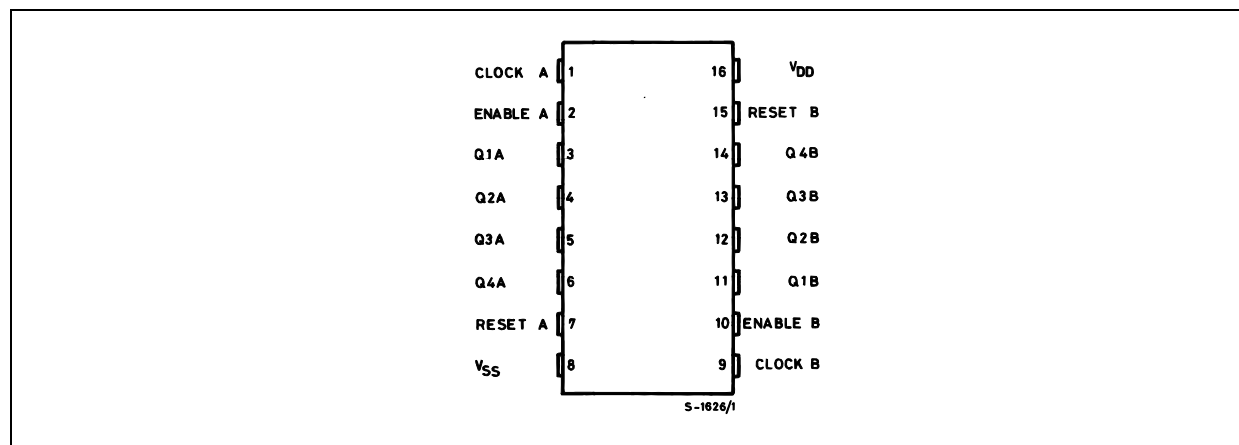 CLOCK A 1 16 VDD
ENABLE A 2 15 RESET B
Q1A 3 14 Q4B
Q2A 4 13 Q3B
Q3A 5 12 Q2B
Q4A 6 11 Q1B
RESET A 7 10 ENABLE B
VSS 8 9 CLOCK B
S-1626/1